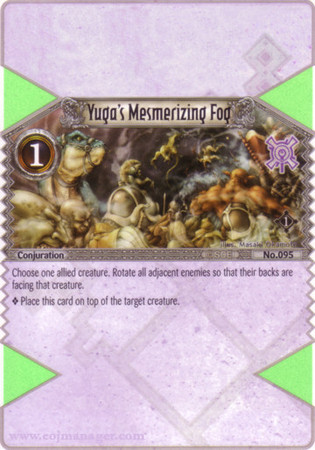 Yuga's Mesmerizing Fog
1
1
Conjuration
No.095
Choose one allied creature. Rotate all adjacent enemies so that their backs are
facing that creature.
❖ Place this card on top of the target creature.
www.eojmanager.com